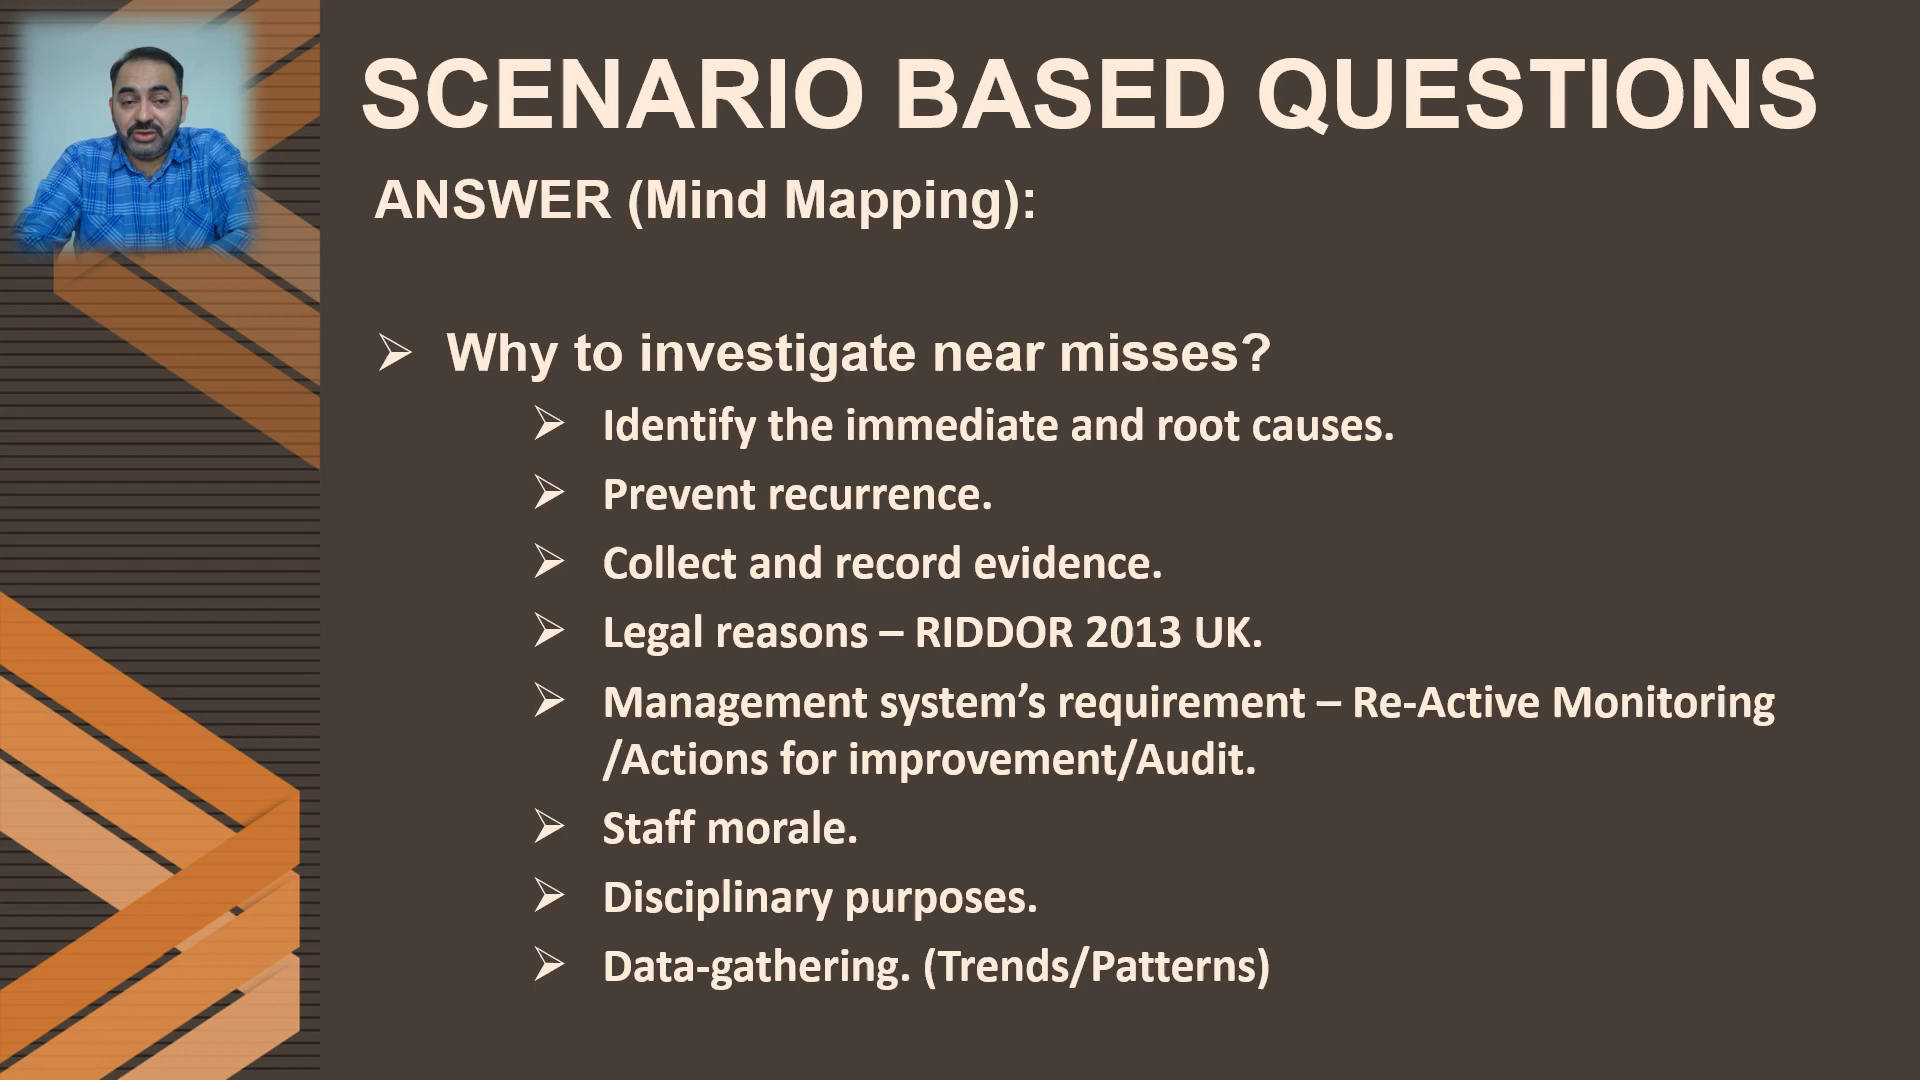 SCENARIO BASED QUESTIONS
ANSWER (Mind Mapping):
Why to investigate near misses?
Identify the immediate and root causes.
Prevent recurrence.
Collect and record evidence.
Legal reasons – RIDDOR 2013 UK.
Management system’s requirement – Re-Active Monitoring
/Actions for improvement/Audit.
Staff morale.
Disciplinary purposes.
Data-gathering. (Trends/Patterns)